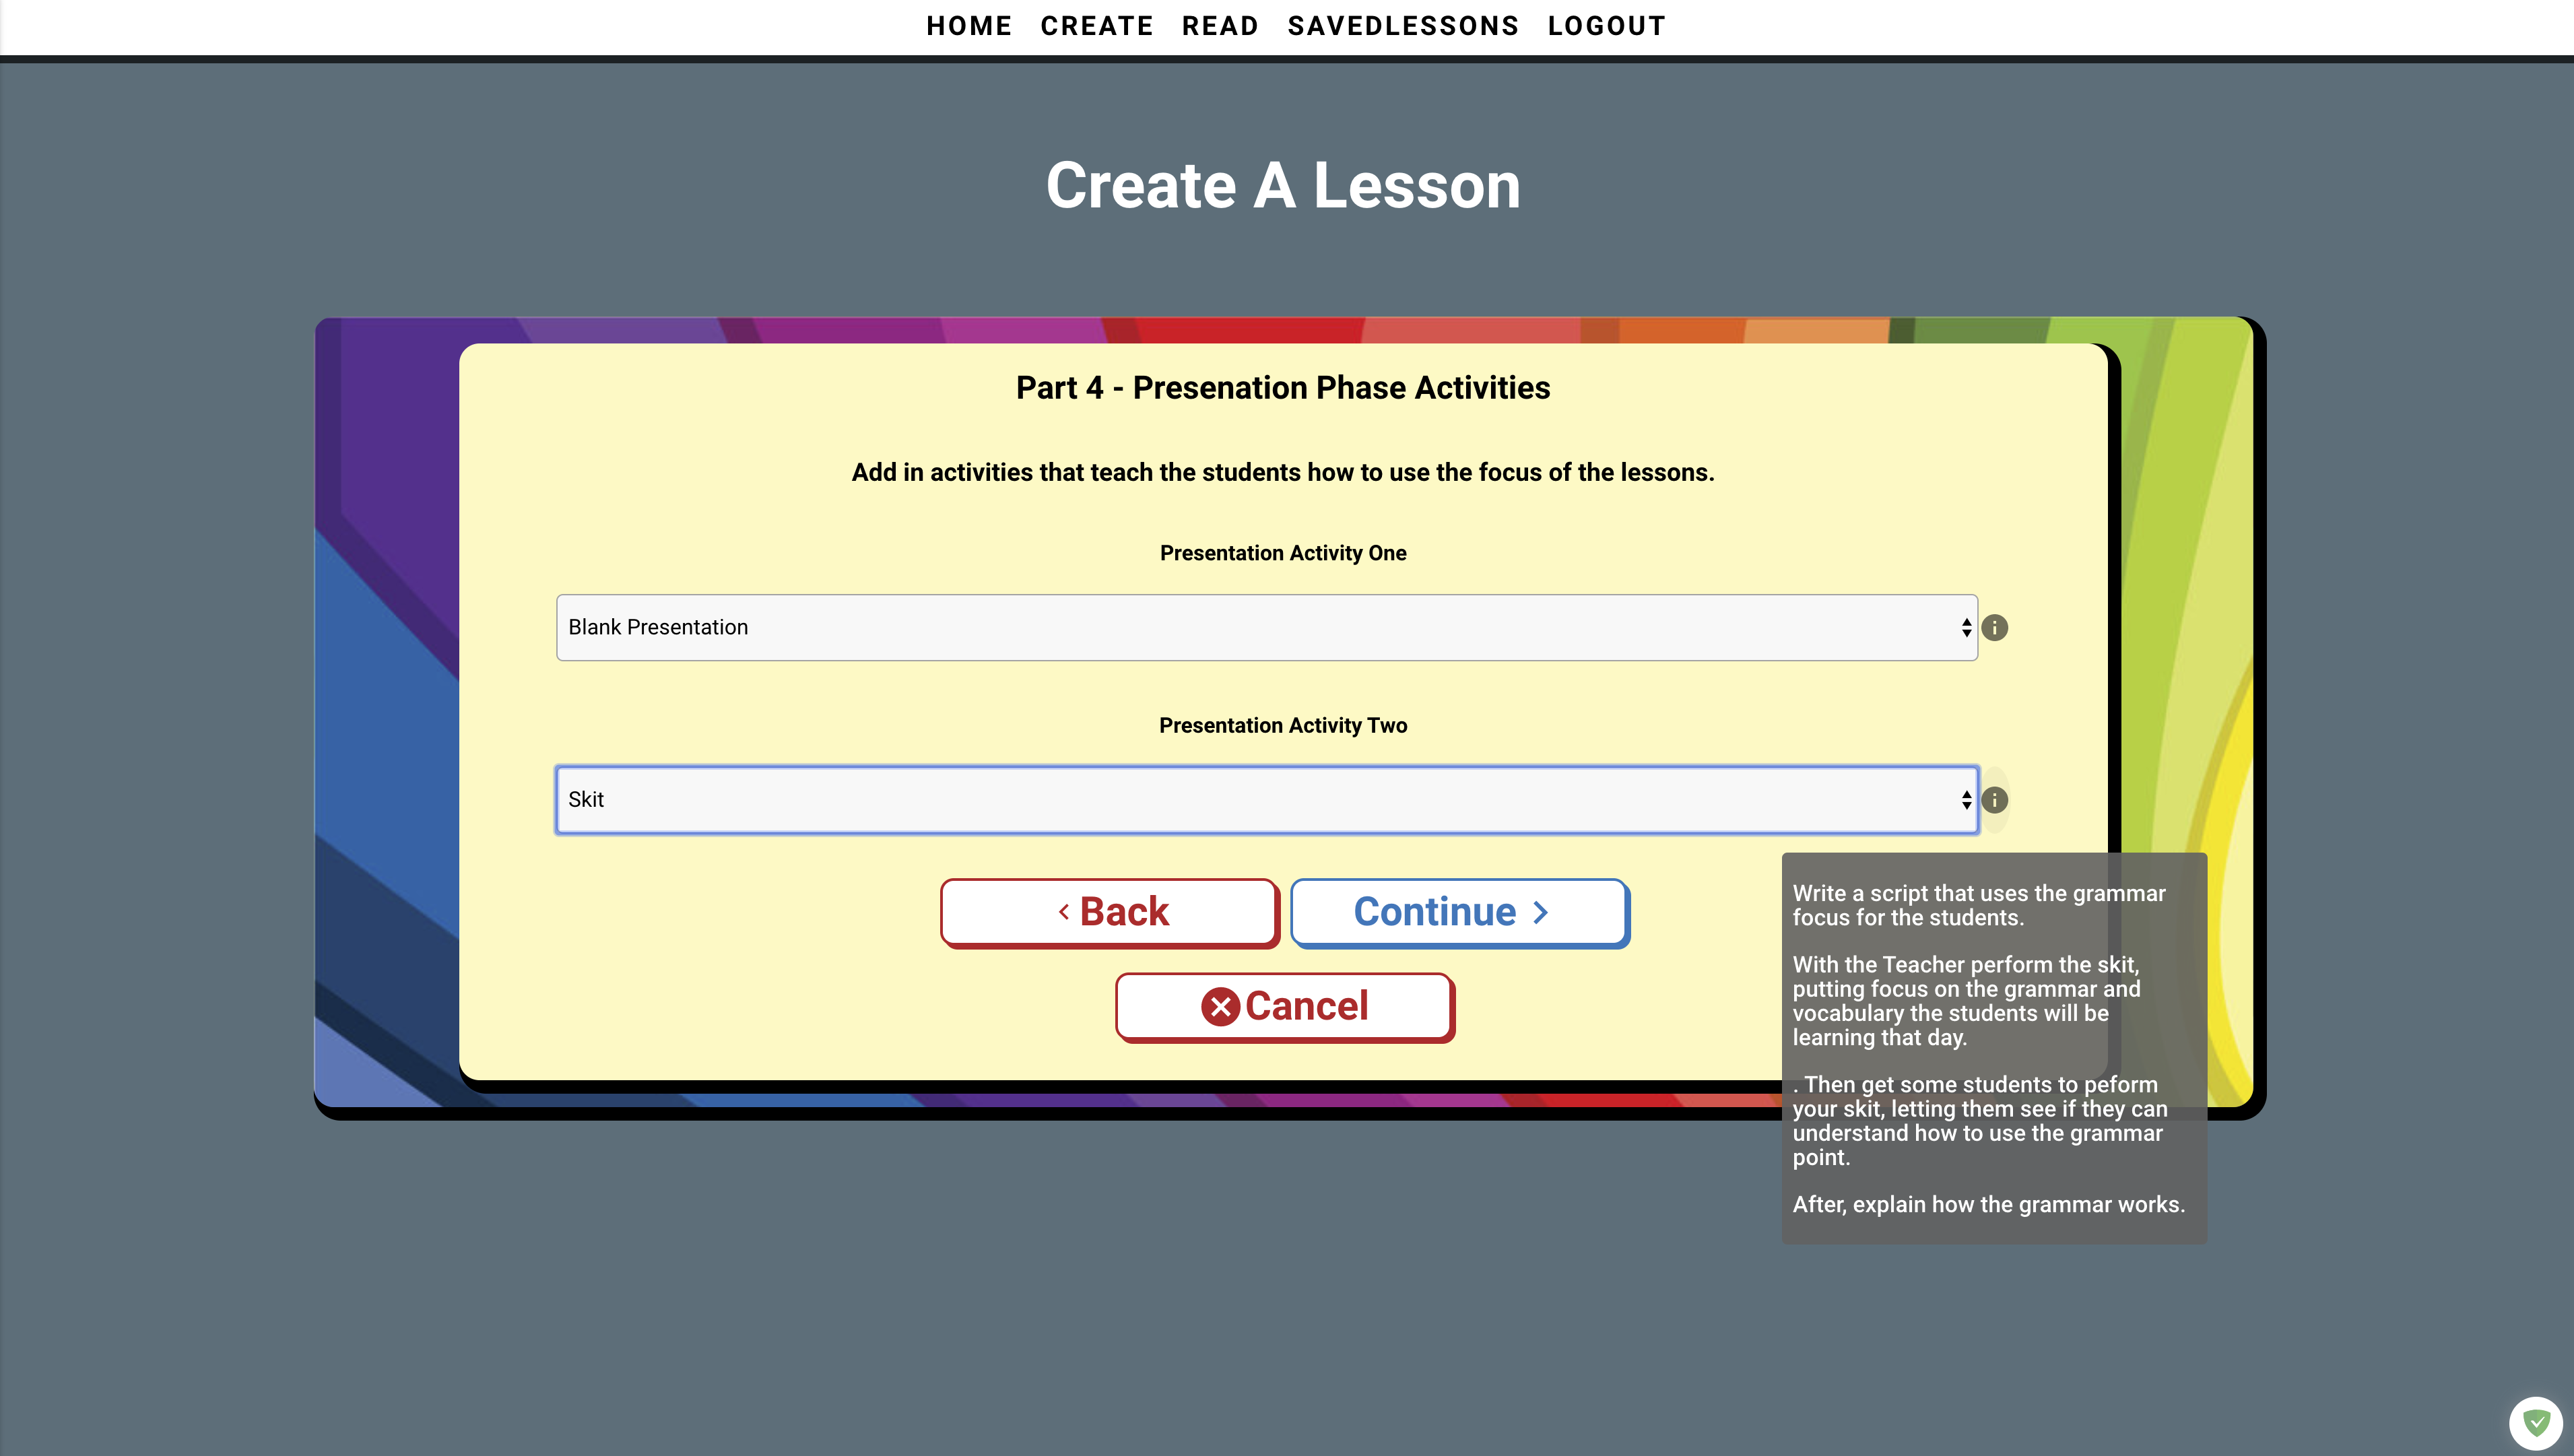 HOME CREATE READ SAVEDLESSONS LOGOUT
Create A Lesson
Part 4 - Presenation Phase Activities
Add in activities that teach the students how to use the focus of the lessons.
Presentation Activity One
Blank Presentation
Presentation Activity Two
Skit
Back Continue
Cancel
Write a script that uses the grammar
focus for the students.
With the Teacher perform the skit,
putting focus on the grammar and
vocabulary the students will be
learning that day.
. Then get some students to peform
your skit, letting them see if they can
understand how to use the grammar
point.
After, explain how the grammar works.